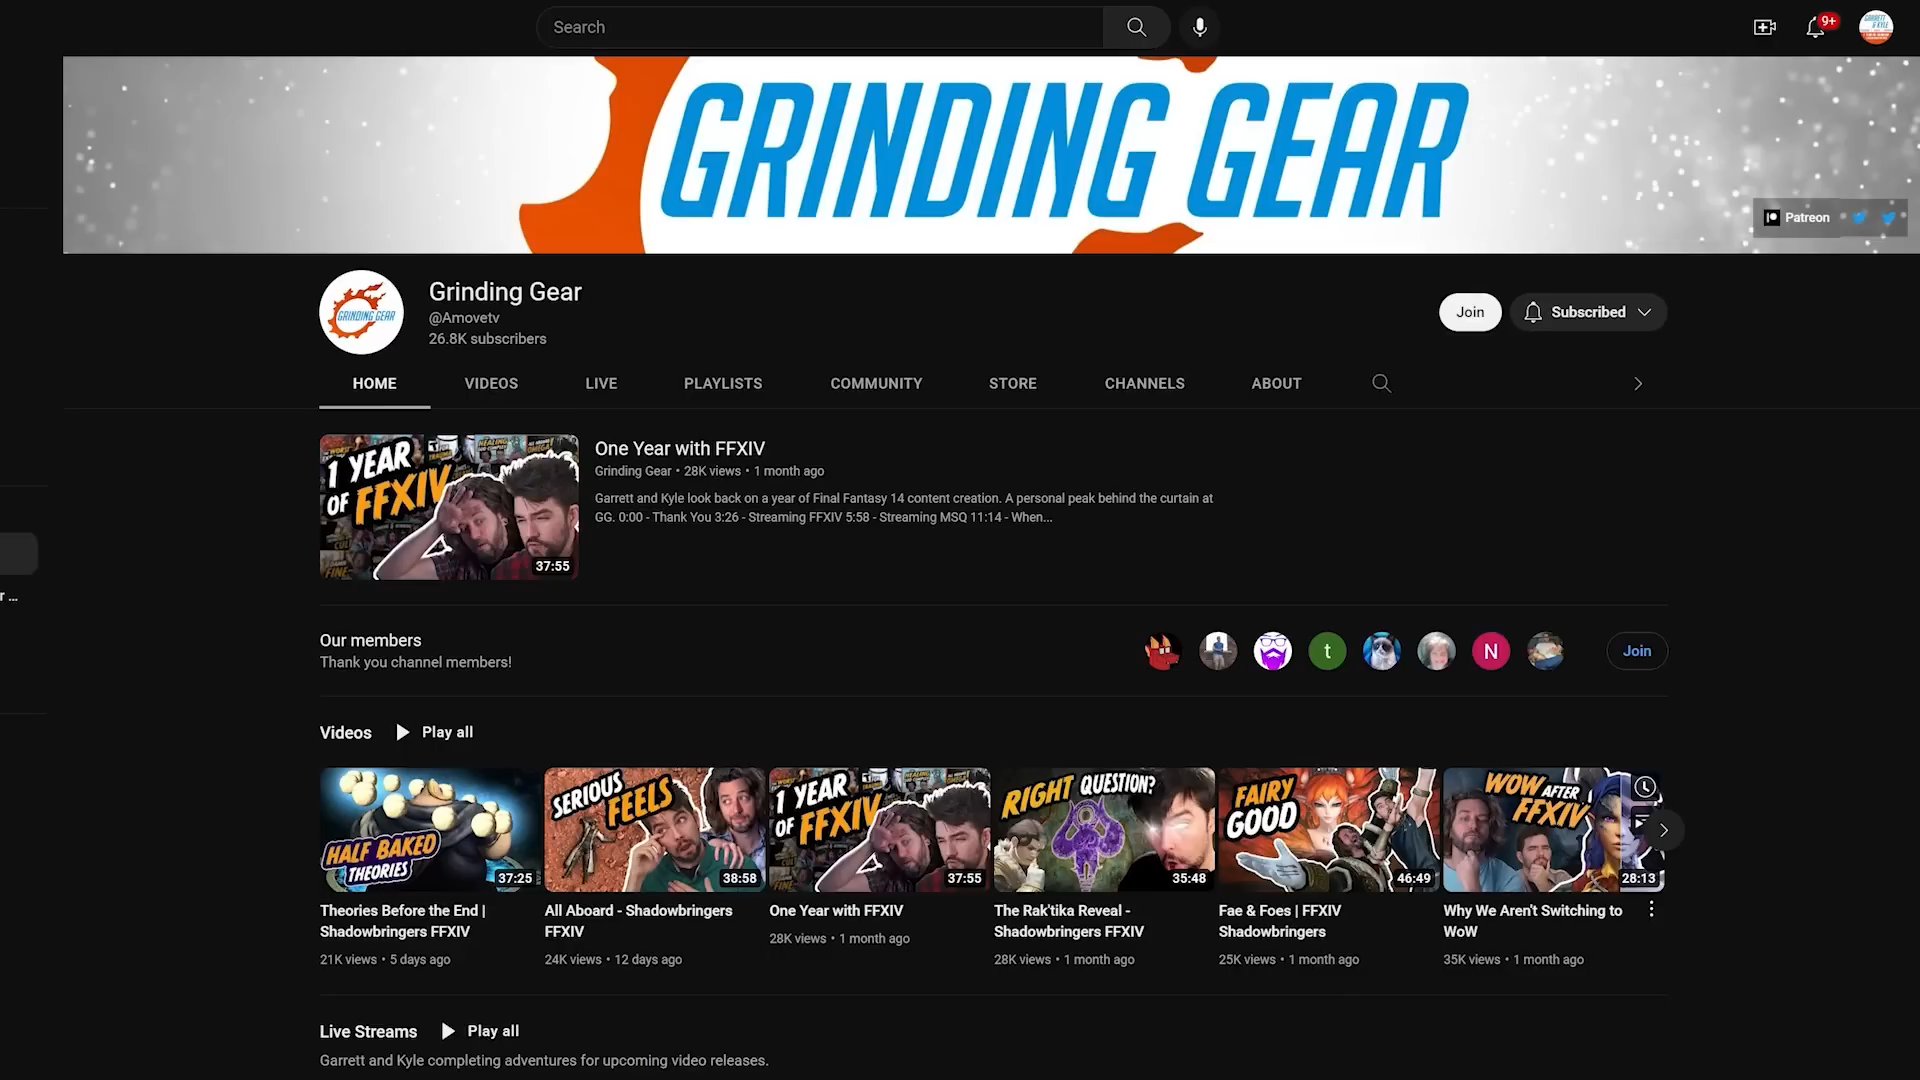 Search
9+
GRINDING GEAR
Patreon
GRINDING GEAR
Grinding Gear
@Amovetv
26.8K subscribers
Join
Subscribed
HOME
VIDEOS
LIVE
PLAYLISTS
COMMUNITY
STORE
CHANNELS
ABOUT
1 YEAR
OF FFXIV
37:55
One Year with FFXIV
Grinding Gear • 28K views • 1 month ago
Garrett and Kyle look back on a year of Final Fantasy 14 content creation. A personal peak behind the curtain at
GG. 0:00 - Thank You 3:26 - Streaming FFXIV 5:58 - Streaming MSQ 11:14 - When...
r ...
Our members
Thank you channel members!
t
N
Join
Videos
Play all
HALF BAKED
THEORIES
37:25
SERIOUS
FEELS
38:58
1 YEAR
OF FFXIV
37:55
RIGHT QUESTION?
35:48
FAIRY
GOOD
46:49
WOW AFTER
FFXIV
28:13
Theories Before the End |
Shadowbringers FFXIV
21K views • 5 days ago
All Aboard - Shadowbringers
FFXIV
24K views • 12 days ago
One Year with FFXIV
28K views • 1 month ago
The Rak'tika Reveal -
Shadowbringers FFXIV
28K views • 1 month ago
Fae & Foes | FFXIV
Shadowbringers
25K views • 1 month ago
Why We Aren't Switching to
WoW
35K views • 1 month ago
Live Streams
Play all
Garrett and Kyle completing adventures for upcoming video releases.